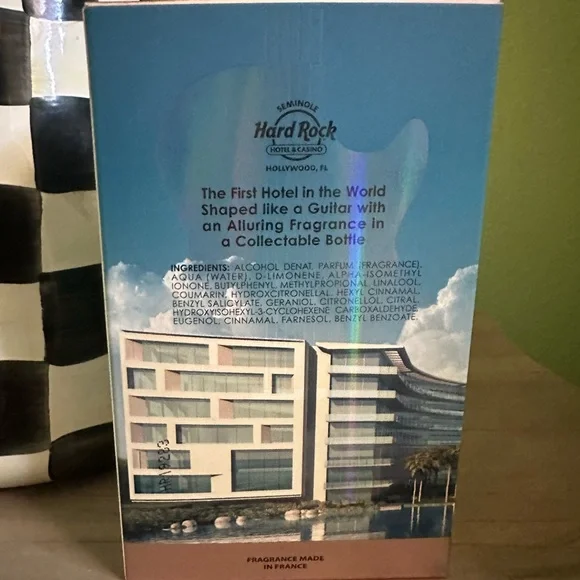 SEMINOLE
Hard Rock
HOTEL & CASINO
HOLLYWOOD, FL
The First Hotel in the World
Shaped like a Guitar with
an Alluring Fragrance in
a Collectable Bottle
INGREDIENTS: ALCOHOL DENAT, PARFUM (FRAGRANCE),
AQUA (WATER), D-LIMONENE, ALPHA-ISOMETHYL
IONONE, BUTYLPHENYL, METHYLPROPIONAL, LINALOOL,
COUMARIN, HYDROXCITRONELLAL, HEXYL CINNAMAL,
BENZYL SALICYLATE, GERANIOL, CITRONELLOL, CITRAL,
HYDROXYISOHEXYL-3-CYCLOHEXENE CARBOXALDEHYDE,
EUGENOL, CINNAMAL, FARNESOL, BENZYL BENZOATE.
FRAGRANCE MADE
IN FRANCE